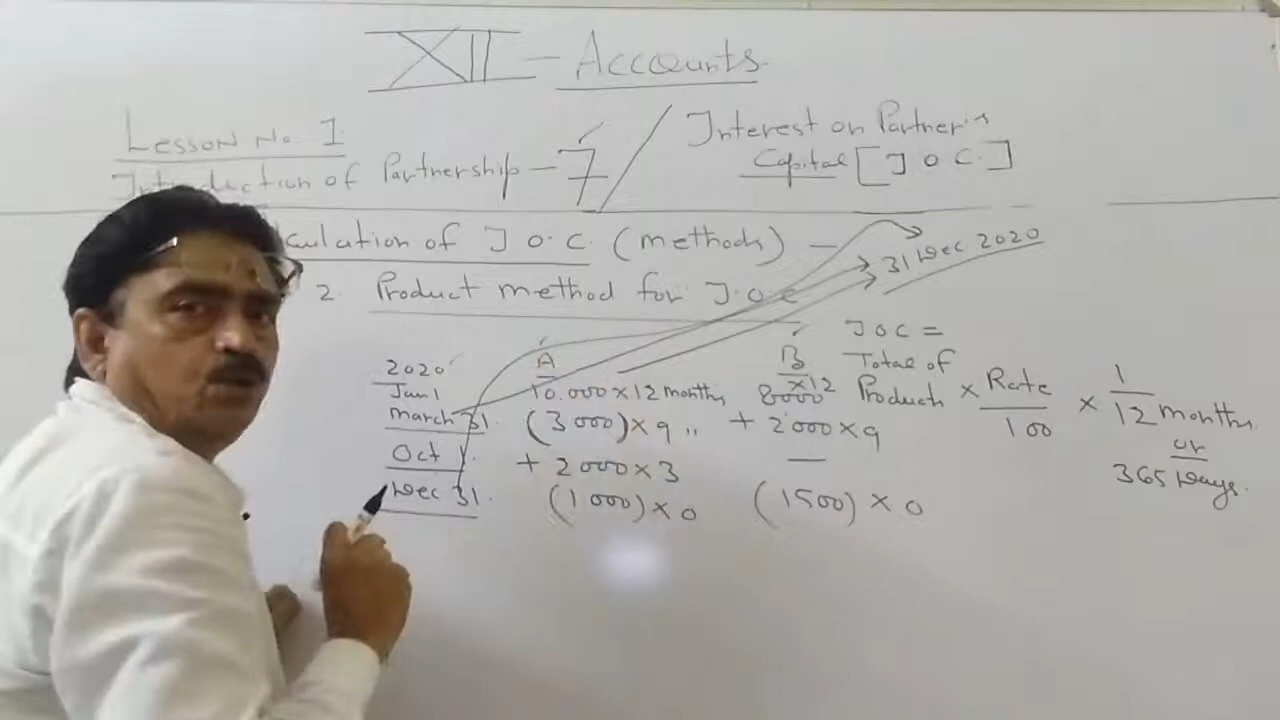 XII - Accounts
Lesson No. 1
Introduction of Partnership - 7 / Interest on Partner's
Capital [I O C.]
lculation of I O.C. (methods) -
31 Dec 2020
2. Product method for I.O.C
I O C =
2020 A B Total of
Jan 1 10.000 x 12 months 8000 x 12 Product x Rate / 100 x 1 / 12 months
March 31. (3000) x 9 ,, + 2000 x 9 or
Oct 1. + 2000 x 3 — 365 Days.
Dec 31. (1000) x 0 (1500) x 0